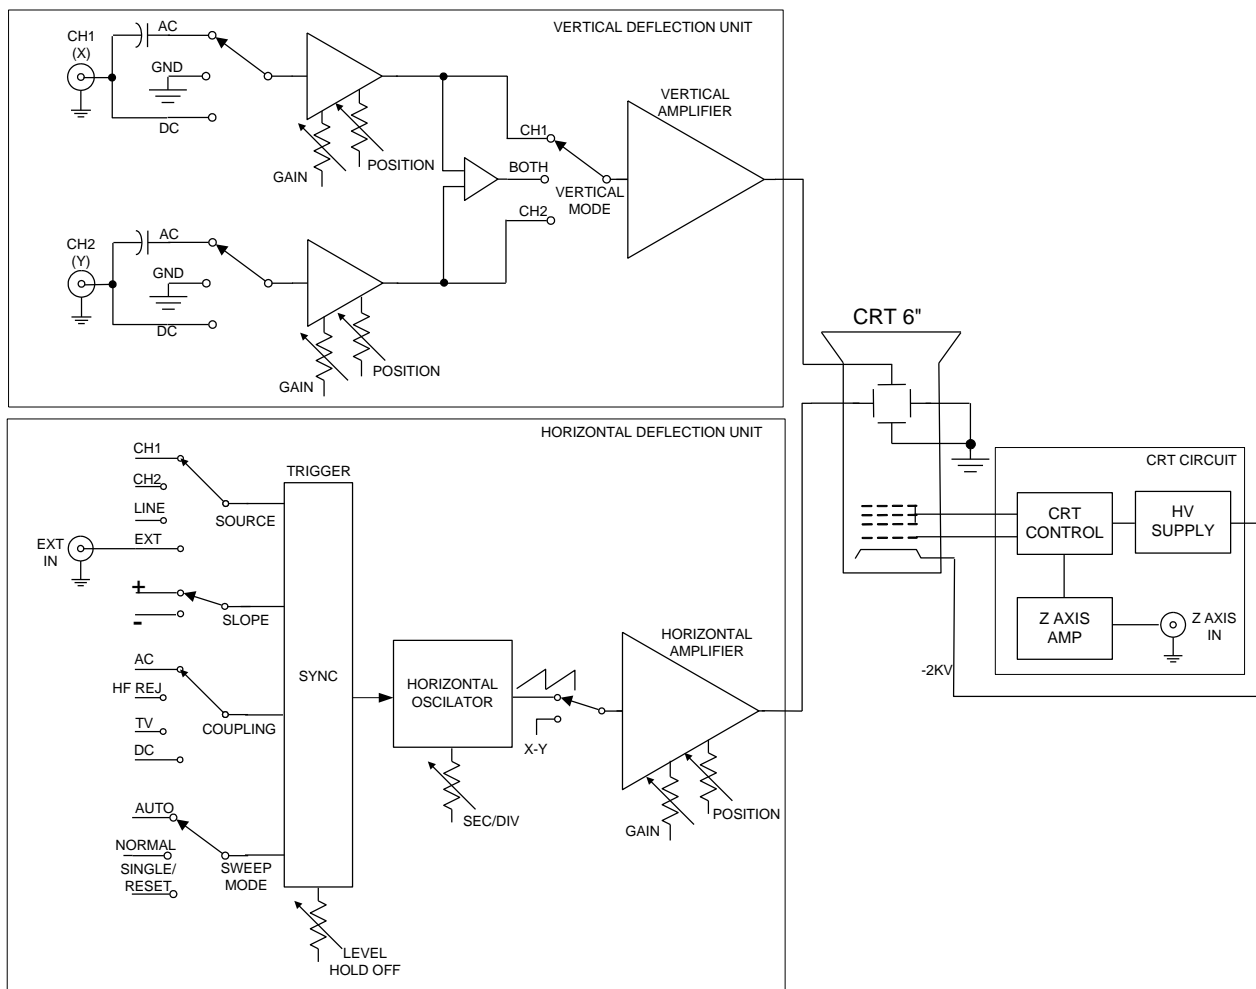 VERTICAL DEFLECTION UNIT
CH1
(X)
AC
GND
DC
GAIN
POSITION
CH1
BOTH
CH2
VERTICAL
MODE
VERTICAL
AMPLIFIER
CH2
(Y)
AC
GND
DC
GAIN
POSITION
CRT 6"
HORIZONTAL DEFLECTION UNIT
CH1
CH2
LINE
EXT
EXT
IN
SOURCE
+
-
SLOPE
AC
HF REJ
TV
DC
COUPLING
AUTO
NORMAL
SINGLE/
RESET
SWEEP
MODE
TRIGGER
SYNC
LEVEL
HOLD OFF
HORIZONTAL
OSCILATOR
SEC/DIV
X-Y
HORIZONTAL
AMPLIFIER
GAIN
POSITION
CRT CIRCUIT
CRT
CONTROL
HV
SUPPLY
Z AXIS
AMP
Z AXIS
IN
-2KV